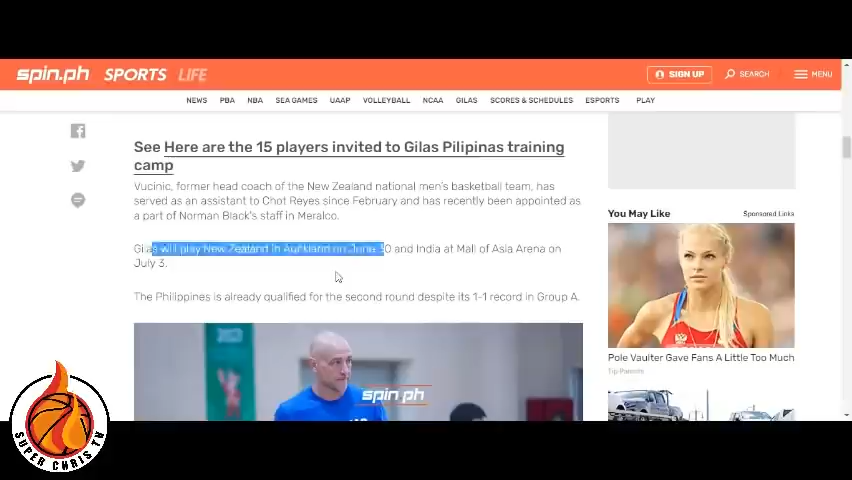 spin.ph SPORTS LIFE
SIGN UP
SEARCH
MENU
NEWS PBA NBA SEA GAMES UAAP VOLLEYBALL NCAA GILAS SCORES & SCHEDULES ESPORTS PLAY
See Here are the 15 players invited to Gilas Pilipinas training
camp
Vucinic, former head coach of the New Zealand national men's basketball team, has
served as an assistant to Chot Reyes since February and has recently been appointed as
a part of Norman Black's staff in Meralco.
Gilas will play New Zealand in Auckland on June 30 and India at Mall of Asia Arena on
July 3.
The Philippines is already qualified for the second round despite its 1-1 record in Group A.
spin.ph
You May Like
Sponsored Links
Pole Vaulter Gave Fans A Little Too Much
Tip Parents
SUPER CHRIS TV